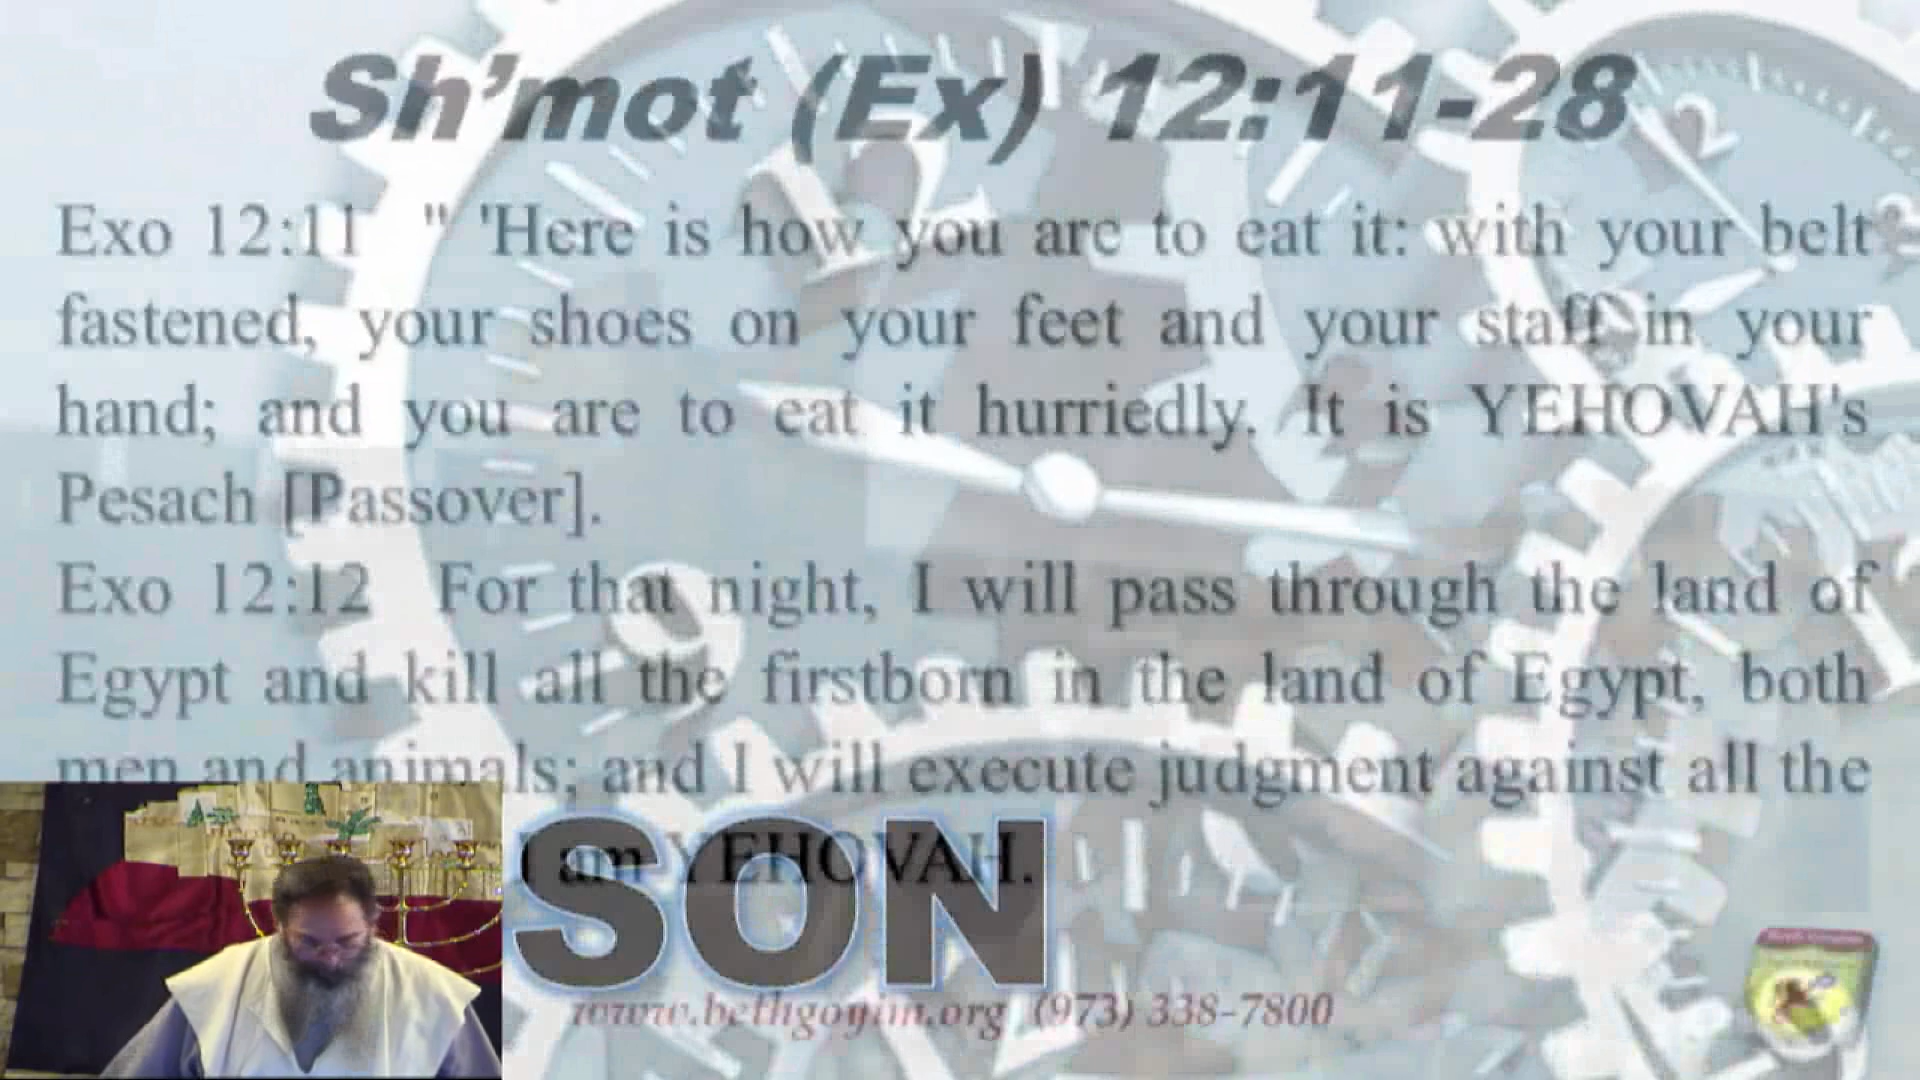 Sh'mot (Ex) 12:11-28
Exo 12:11 " 'Here is how you are to eat it: with your belt
fastened, your shoes on your feet and your staff in your
hand; and you are to eat it hurriedly. It is YEHOVAH's
Pesach [Passover].
Exo 12:12 For that night, I will pass through the land of
Egypt and kill all the firstborn in the land of Egypt, both
men and animals; and I will execute judgment against all the
I am YEHOVAH.
SON
www.bethgoyim.org (973) 338-7800